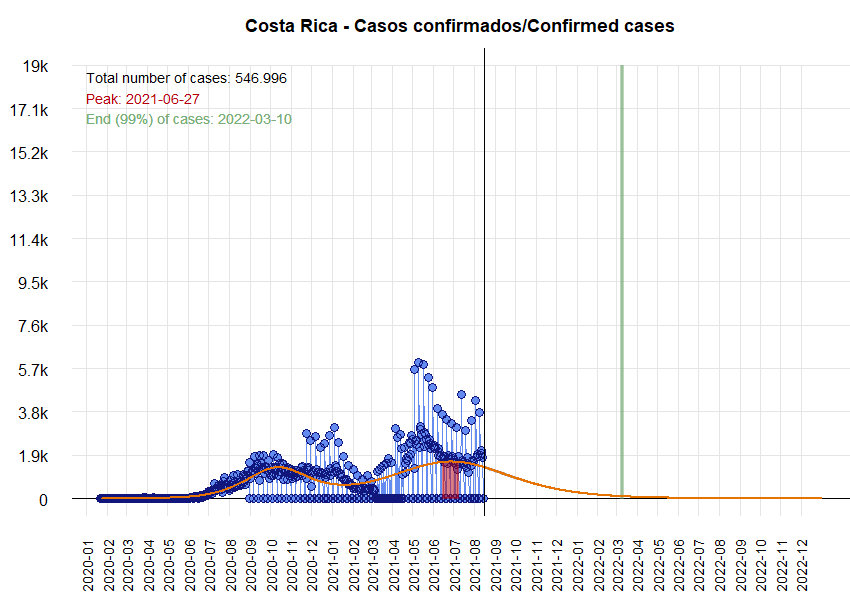 Costa Rica - Casos confirmados/Confirmed cases
19k
Total number of cases: 546.996
Peak: 2021-06-27
17.1k
End (99%) of cases: 2022-03-10
15.2k
13.3k
11.4k
9.5k
7.6k
5.7k
3.8k
1.9k
0
2020-01
2020-02
2020-03
2020-04
2020-05
2020-06
2020-07
2020-08
2020-09
2020-10
2020-10
2020-12
2021-01
2021-02
2021-03
2021-04
2021-05
2021-06
2021-07
2021-08
2021-09
2021-10
2021-11
2021-12
2022-01
2022-02
2022-03
2022-04
2022-05
2022-06
2022-07
2022-08
2022-09
2022-10
2022-11
2022-12